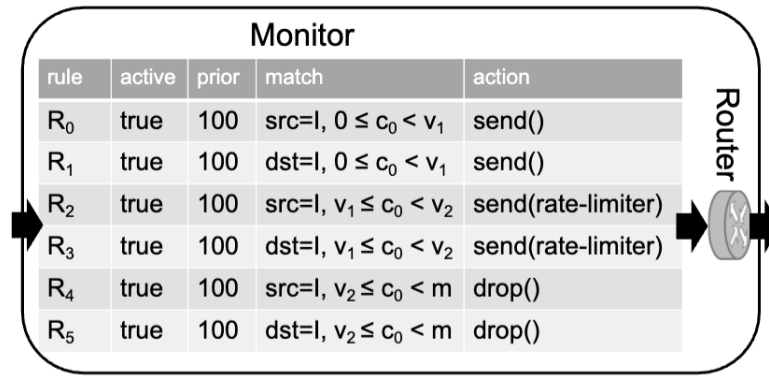 Monitor
rule active prior match action
R₀ true 100 src=I, 0 ≤ c₀ < v₁ send()
R₁ true 100 dst=I, 0 ≤ c₀ < v₁ send()
R₂ true 100 src=I, v₁ ≤ c₀ < v₂ send(rate-limiter)
R₃ true 100 dst=I, v₁ ≤ c₀ < v₂ send(rate-limiter)
R₄ true 100 src=I, v₂ ≤ c₀ < m drop()
R₅ true 100 dst=I, v₂ ≤ c₀ < m drop()
Router